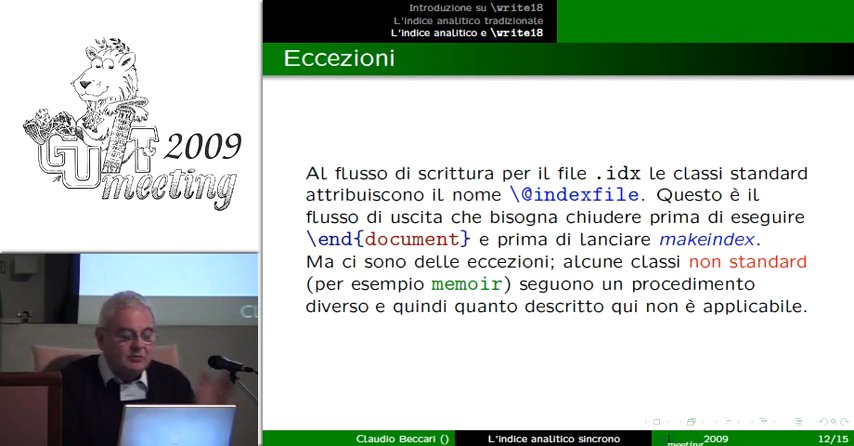 Introduzione su \write18
L'indice analitico tradizionale
L'indice analitico e \write18
Eccezioni
GUIT 2009
meeting
Al flusso di scrittura per il file .idx le classi standard
attribuiscono il nome \@indexfile. Questo è il
flusso di uscita che bisogna chiudere prima di eseguire
\end{document} e prima di lanciare makeindex.
Ma ci sono delle eccezioni; alcune classi non standard
(per esempio memoir) seguono un procedimento
diverso e quindi quanto descritto qui non è applicabile.
Claudio Beccari () L'indice analitico sincrono meeting2009 12/15